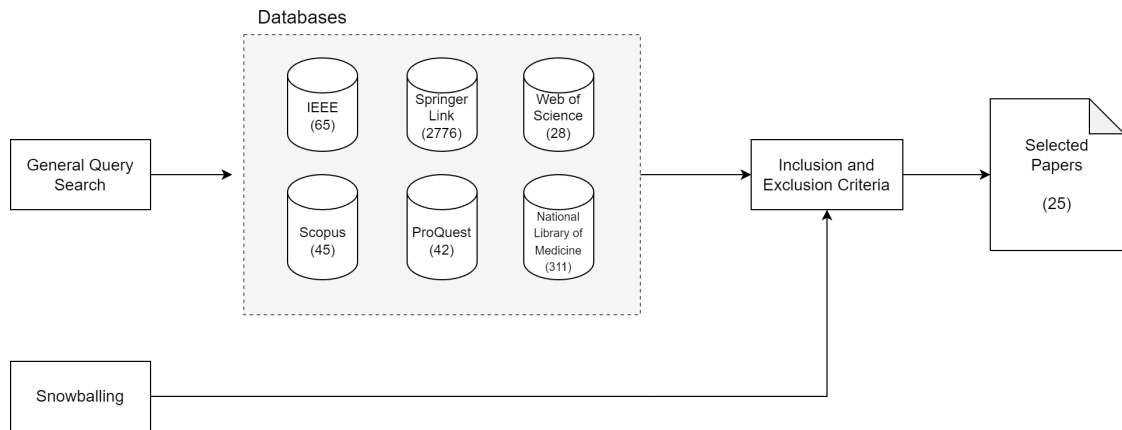 Databases
IEEE
(65)
Springer
Link
(2776)
Web of
Science
(28)
General Query
Search
Scopus
(45)
ProQuest
(42)
National
Library of
Medicine
(311)
Inclusion and
Exclusion Criteria
Selected
Papers
(25)
Snowballing